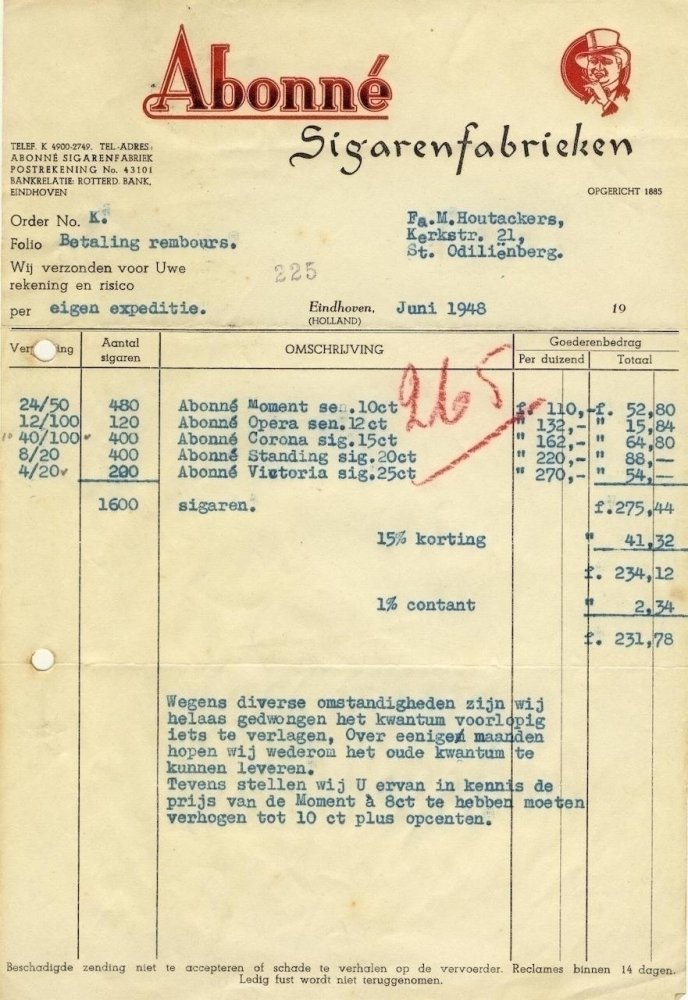 Abonné
Sigarenfabrieken
TELEF. K 4900-2749. TEL.-ADRES:
ABONNÉ SIGARENFABRIEK
POSTREKENING No. 43101
BANKRELATIE: ROTTERD. BANK,
EINDHOVEN
OPGERICHT 1885
Order No. K.
Folio Betaling rembours.
Fa.M.Houtackers,
Kerkstr. 21,
St. Odiliënberg.
Wij verzonden voor Uwe
rekening en risico
225
per eigen expeditie. Eindhoven, Juni 1948 19
(HOLLAND)
Ver ing Aantal sigaren OMSCHRIJVING Goederenbedrag
Per duizend Totaal
265
24/50 480 Abonné Moment sen.10ct f. 110,- f. 52,80
12/100 120 Abonné Opera sen.12ct " 132,- " 15,84
10 40/100 400 Abonné Corona sig.15ct " 162,- " 64,80
8/20 400 Abonné Standing sig.20ct " 220,- " 88,—
4/20 200 Abonné Victoria sig.25ct " 270,- " 54,—
1600 sigaren. f.275,44
15% korting " 41,32
f. 234,12
1% contant " 2,34
f. 231,78
Wegens diverse omstandigheden zijn wij
helaas gedwongen het kwantum voorlopig
iets te verlagen, Over eenige maanden
hopen wij wederom het oude kwantum te
kunnen leveren.
Tevens stellen wij U ervan in kennis de
prijs van de Moment à 8ct te hebben moeten
verhogen tot 10 ct plus opcenten.
Beschadigde zending niet te accepteren of schade te verhalen op de vervoerder. Reclames binnen 14 dagen.
Ledig fust wordt niet teruggenomen.